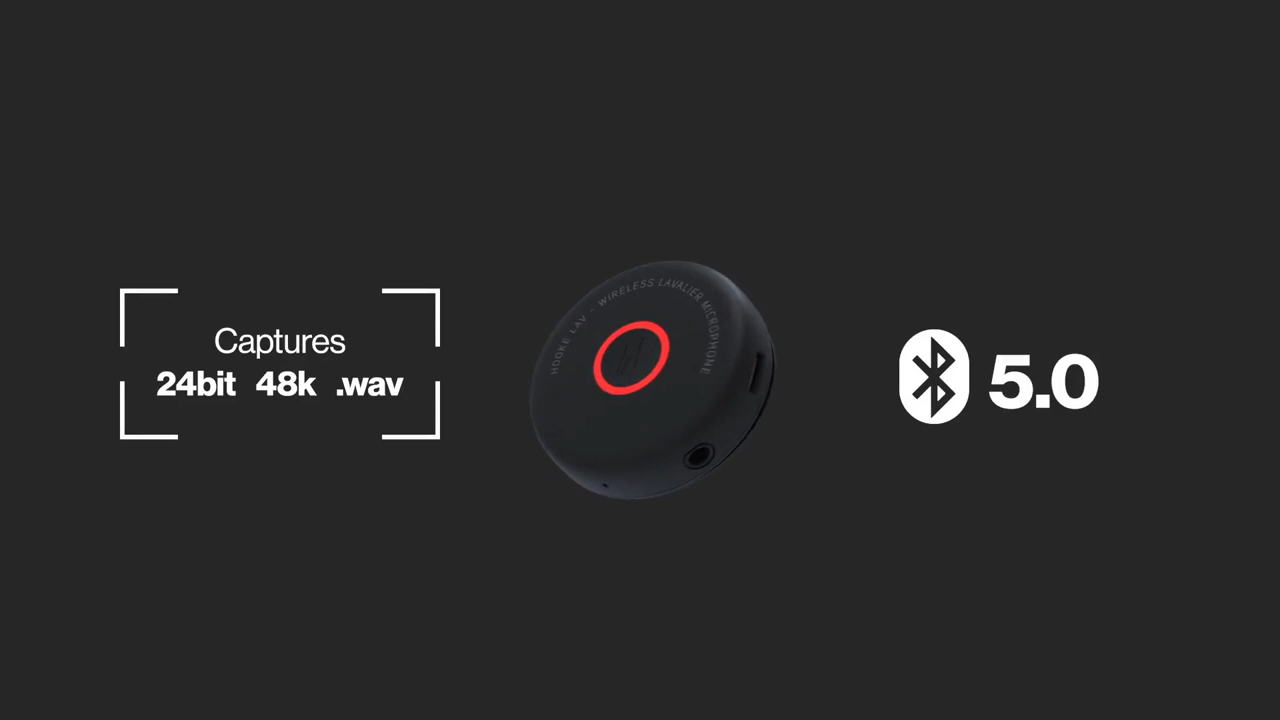 Captures
24bit 48k .wav
HOOKE LAV - WIRELESS LAVALIER MICROPHONE
5.0